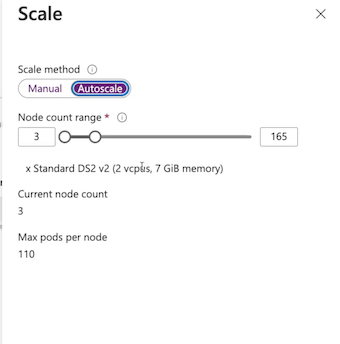 Scale
Scale method
Manual Autoscale
Node count range *
3 165
x Standard DS2 v2 (2 vcpus, 7 GiB memory)
Current node count
3
Max pods per node
110